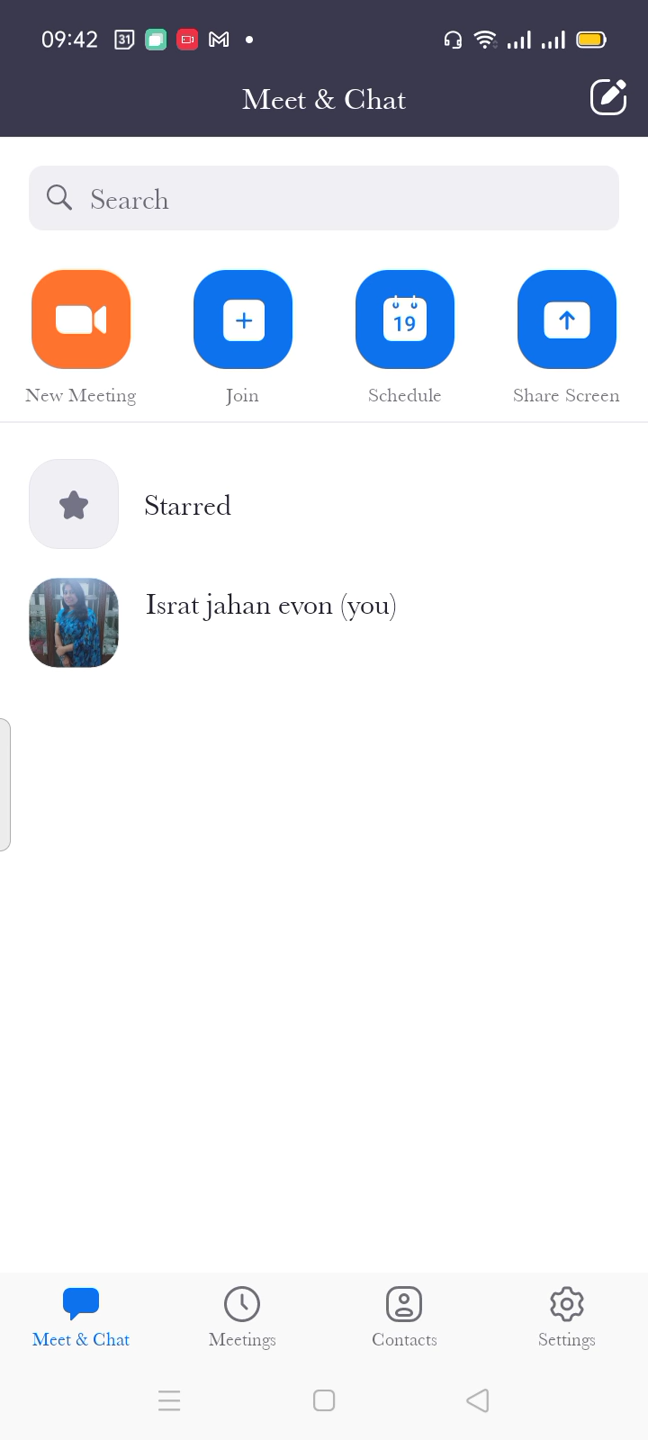 09:42 31
Meet & Chat
Search
19
New Meeting Join Schedule Share Screen
Starred
Israt jahan evon (you)
Meet & Chat Meetings Contacts Settings